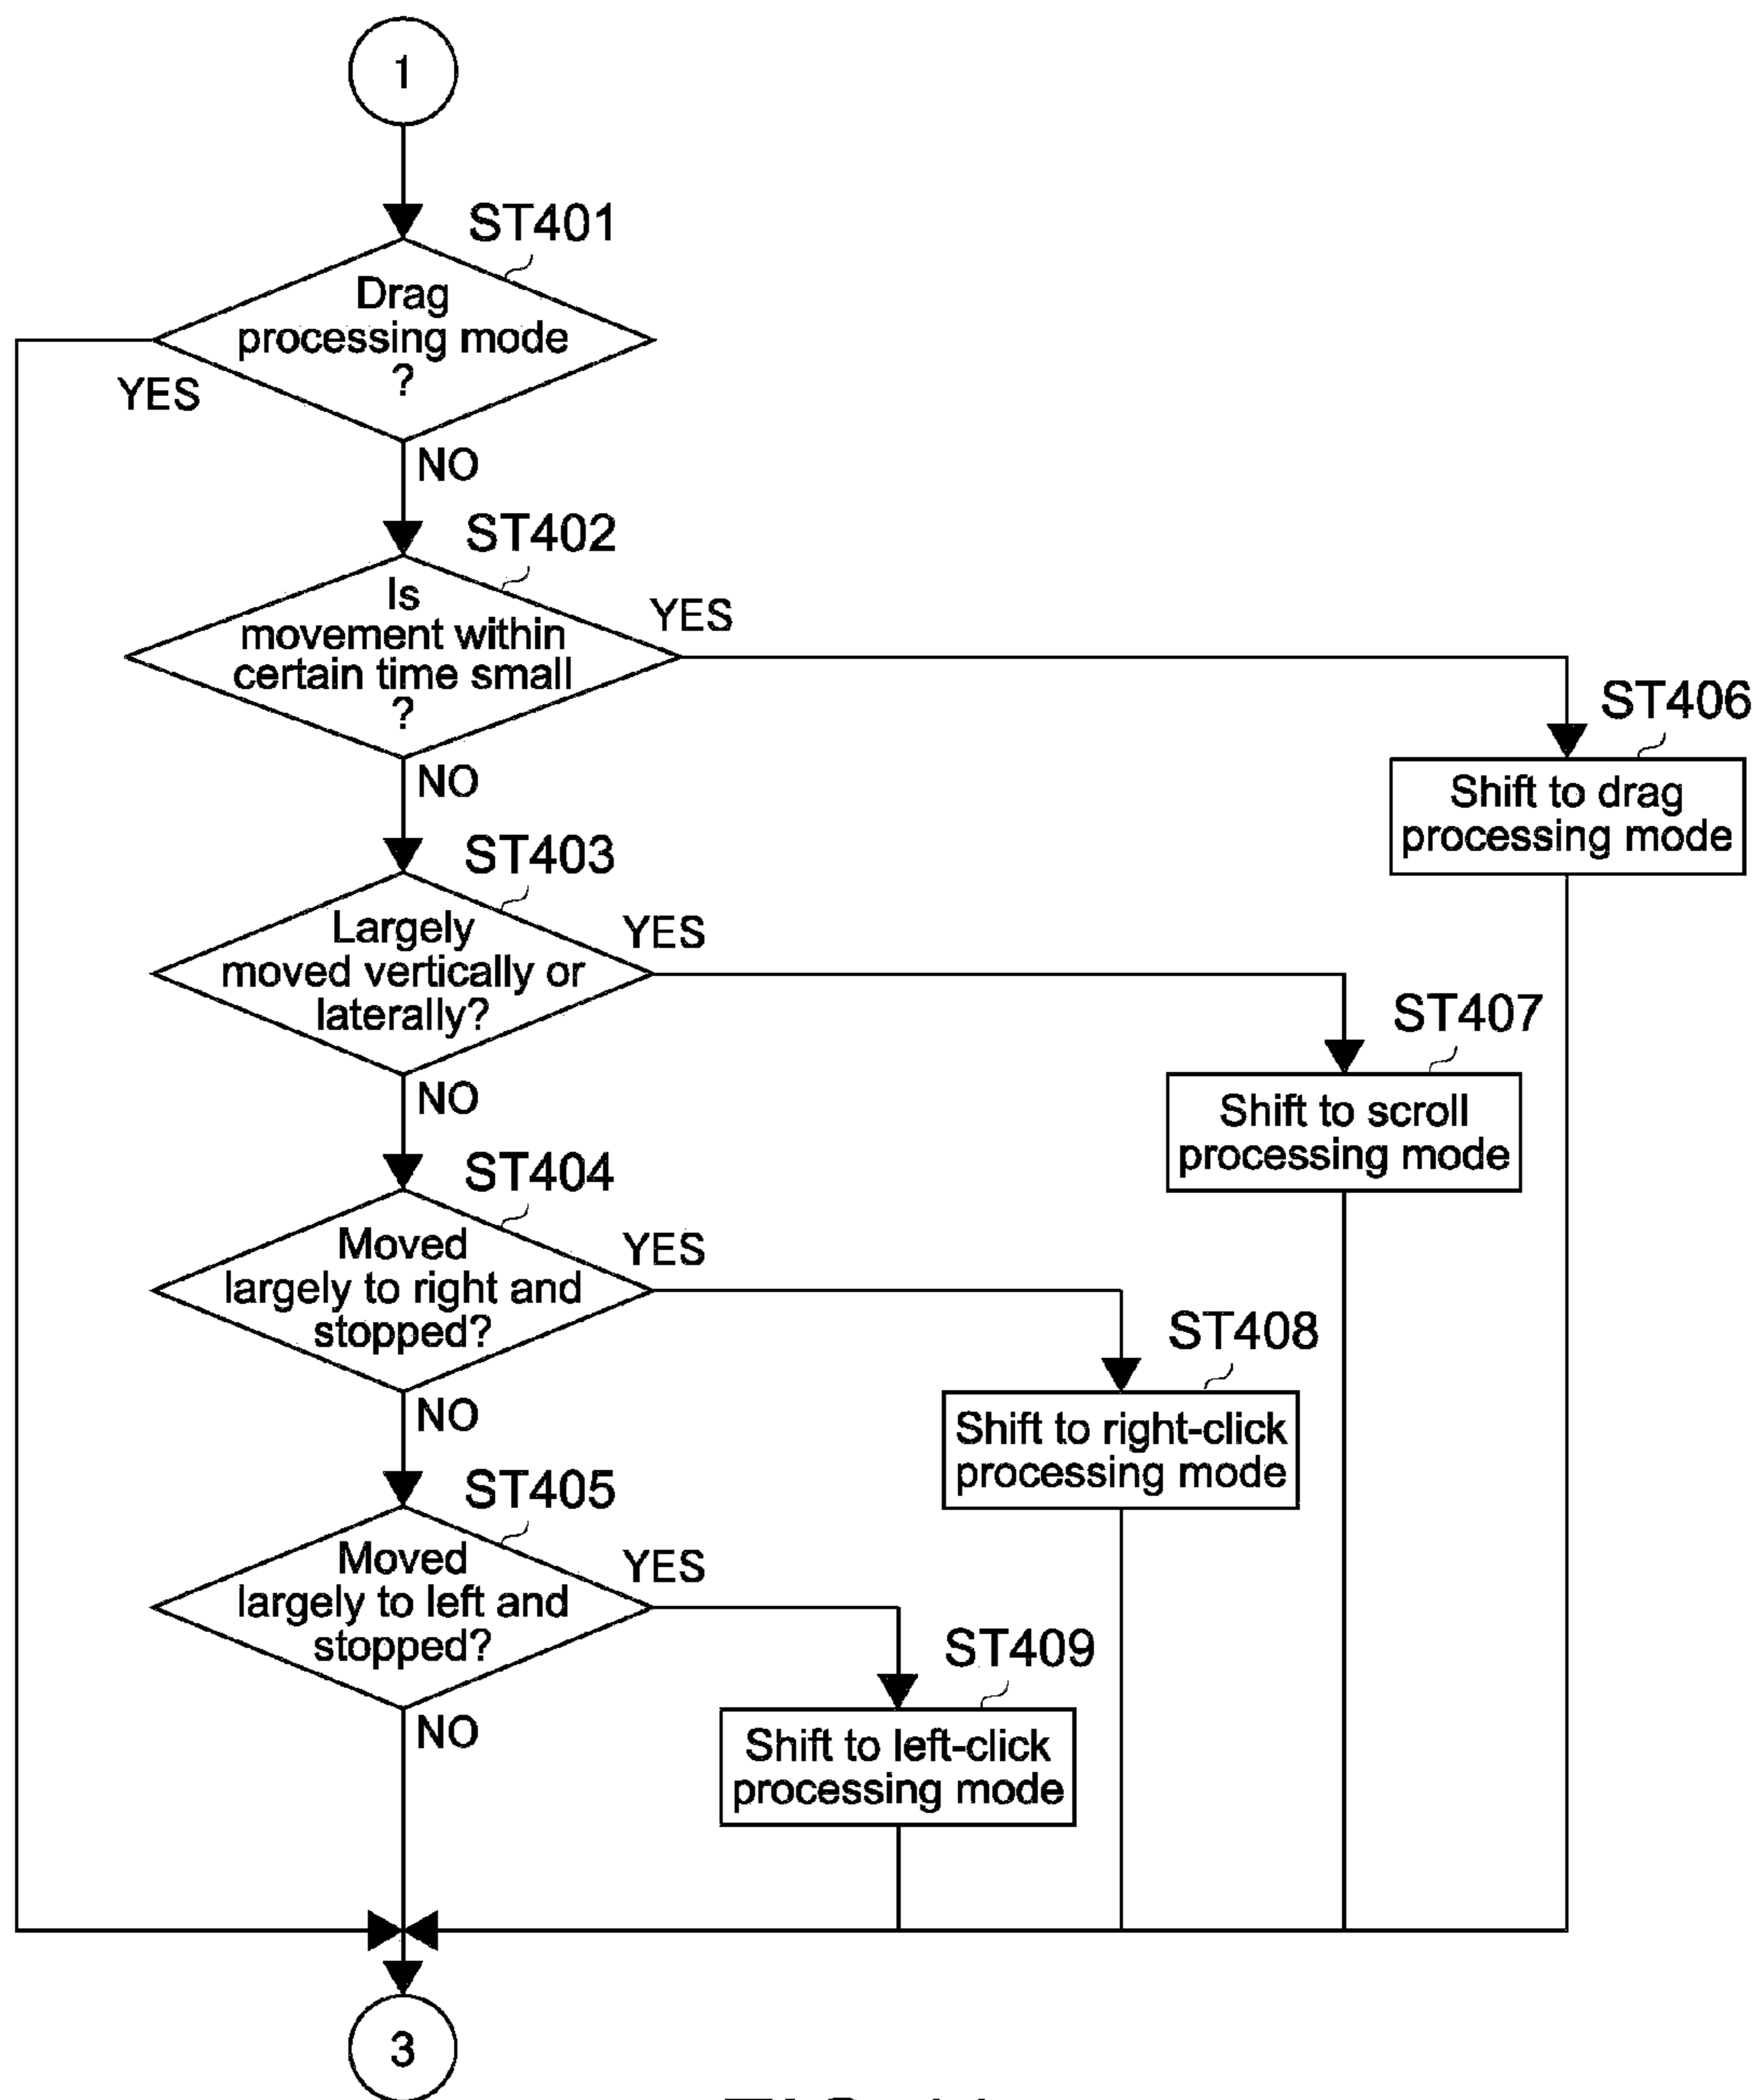 1
ST401
Drag
processing mode
?
YES
NO
ST402
Is
movement within
certain time small
?
YES
NO
ST406
Shift to drag
processing mode
ST403
Largely
moved vertically or
laterally?
YES
NO
ST407
Shift to scroll
processing mode
ST404
Moved
largely to right and
stopped?
YES
NO
ST408
Shift to right-click
processing mode
ST405
Moved
largely to left and
stopped?
YES
NO
ST409
Shift to left-click
processing mode
3